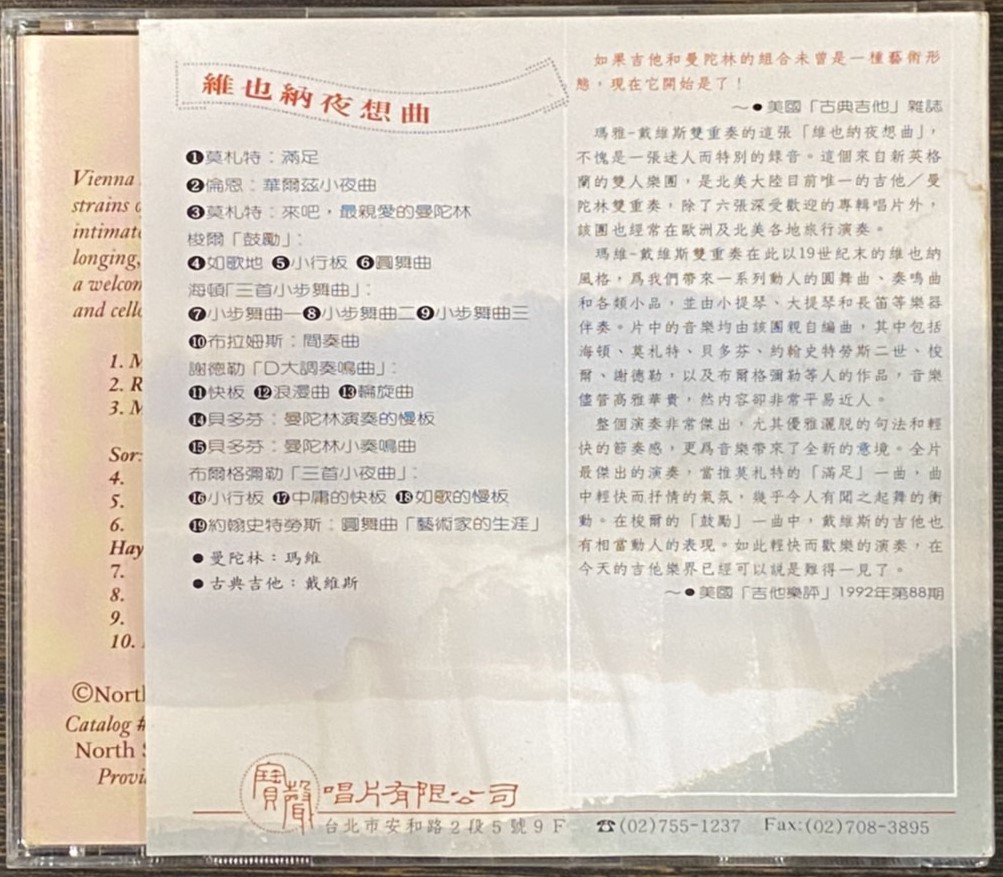 Vienna
strains
intimate
longing,
a welcom
and cello
1. M
2. R
3. M
Sor
4.
5.
6.
Hay
7.
8.
9.
10.
©North
Catalog #
North S
Provi
維也納夜想曲
❶莫札特：滿足
❷倫恩：華爾茲小夜曲
❸莫札特：來吧，最親愛的曼陀林
梭爾「鼓勵」：
❹如歌地 ❺小行板 ❻圓舞曲
海頓「三首小步舞曲」：
❼小步舞曲一❽小步舞曲二❾小步舞曲三
❿布拉姆斯：間奏曲
謝德勒「D大調奏鳴曲」：
⓫快板 ⓬浪漫曲 ⓭輪旋曲
⓮貝多芬：曼陀林演奏的慢板
⓯貝多芬：曼陀林小奏鳴曲
布爾格彌勒「三首小夜曲」：
⓰小行板 ⓱中庸的快板 ⓲如歌的慢板
⓳約翰史特勞斯：圓舞曲「藝術家的生涯」
●曼陀林：瑪維
●古典吉他：戴維斯
如果吉他和曼陀林的組合未曾是一種藝術形
態，現在它開始是了！
～●美國「古典吉他」雜誌
瑪雅-戴維斯雙重奏的這張「維也納夜想曲」，
不愧是一張迷人而特別的錄音。這個來自新英格
蘭的雙人樂團，是北美大陸目前唯一的吉他／曼
陀林雙重奏，除了六張深受歡迎的專輯唱片外，
該團也經常在歐洲及北美各地旅行演奏。
瑪維-戴維斯雙重奏在此以19世紀末的維也納
風格，爲我們帶來一系列動人的圓舞曲、奏鳴曲
和各類小品，並由小提琴、大提琴和長笛等樂器
伴奏。片中的音樂均由該團親自編曲，其中包括
海頓、莫札特、貝多芬、約翰史特勞斯二世、梭
爾、謝德勒，以及布爾格彌勒等人的作品，音樂
儘管高雅華貴，然內容卻非常平易近人。
整個演奏非常傑出，尤其優雅灑脫的句法和輕
快的節奏感，更爲音樂帶來了全新的意境。全片
最傑出的演奏，當推莫札特的「滿足」一曲，曲
中輕快而抒情的氣氛，幾乎令人有聞之起舞的衝
動。在梭爾的「鼓勵」一曲中，戴維斯的吉他也
有相當動人的表現。如此輕快而歡樂的演奏，在
今天的吉他樂界已經可以說是難得一見了。
～●美國「吉他樂評」1992年第88期
寶聲唱片有限公司
台北市安和路2段5號9F ☎(02)755-1237 Fax:(02)708-3895